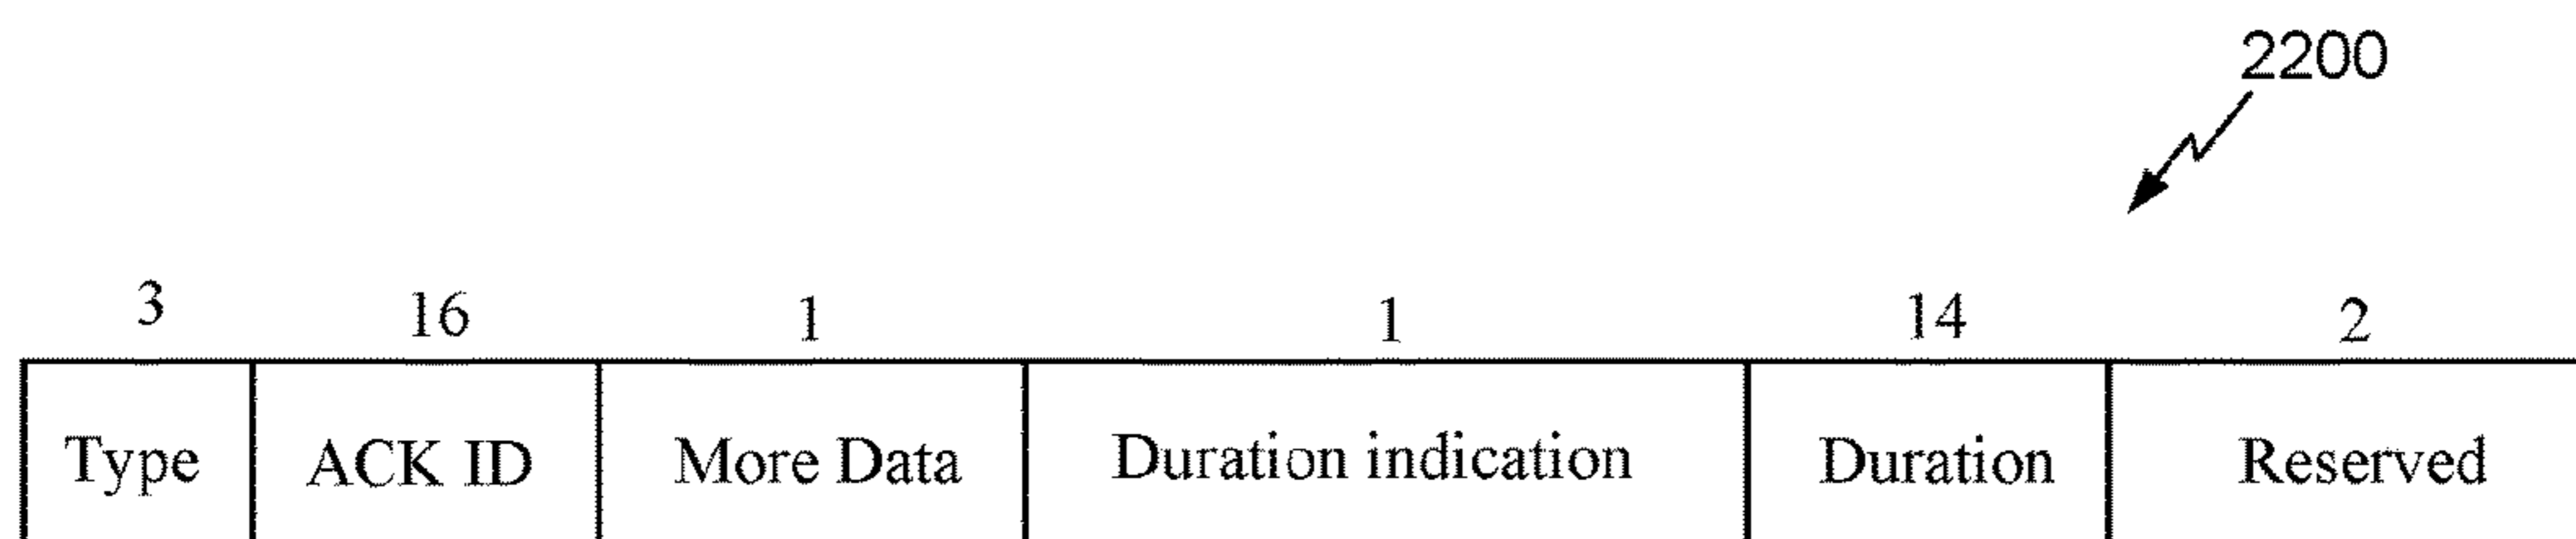 2200
3 16 1 1 14 2
Type ACK ID More Data Duration indication Duration Reserved